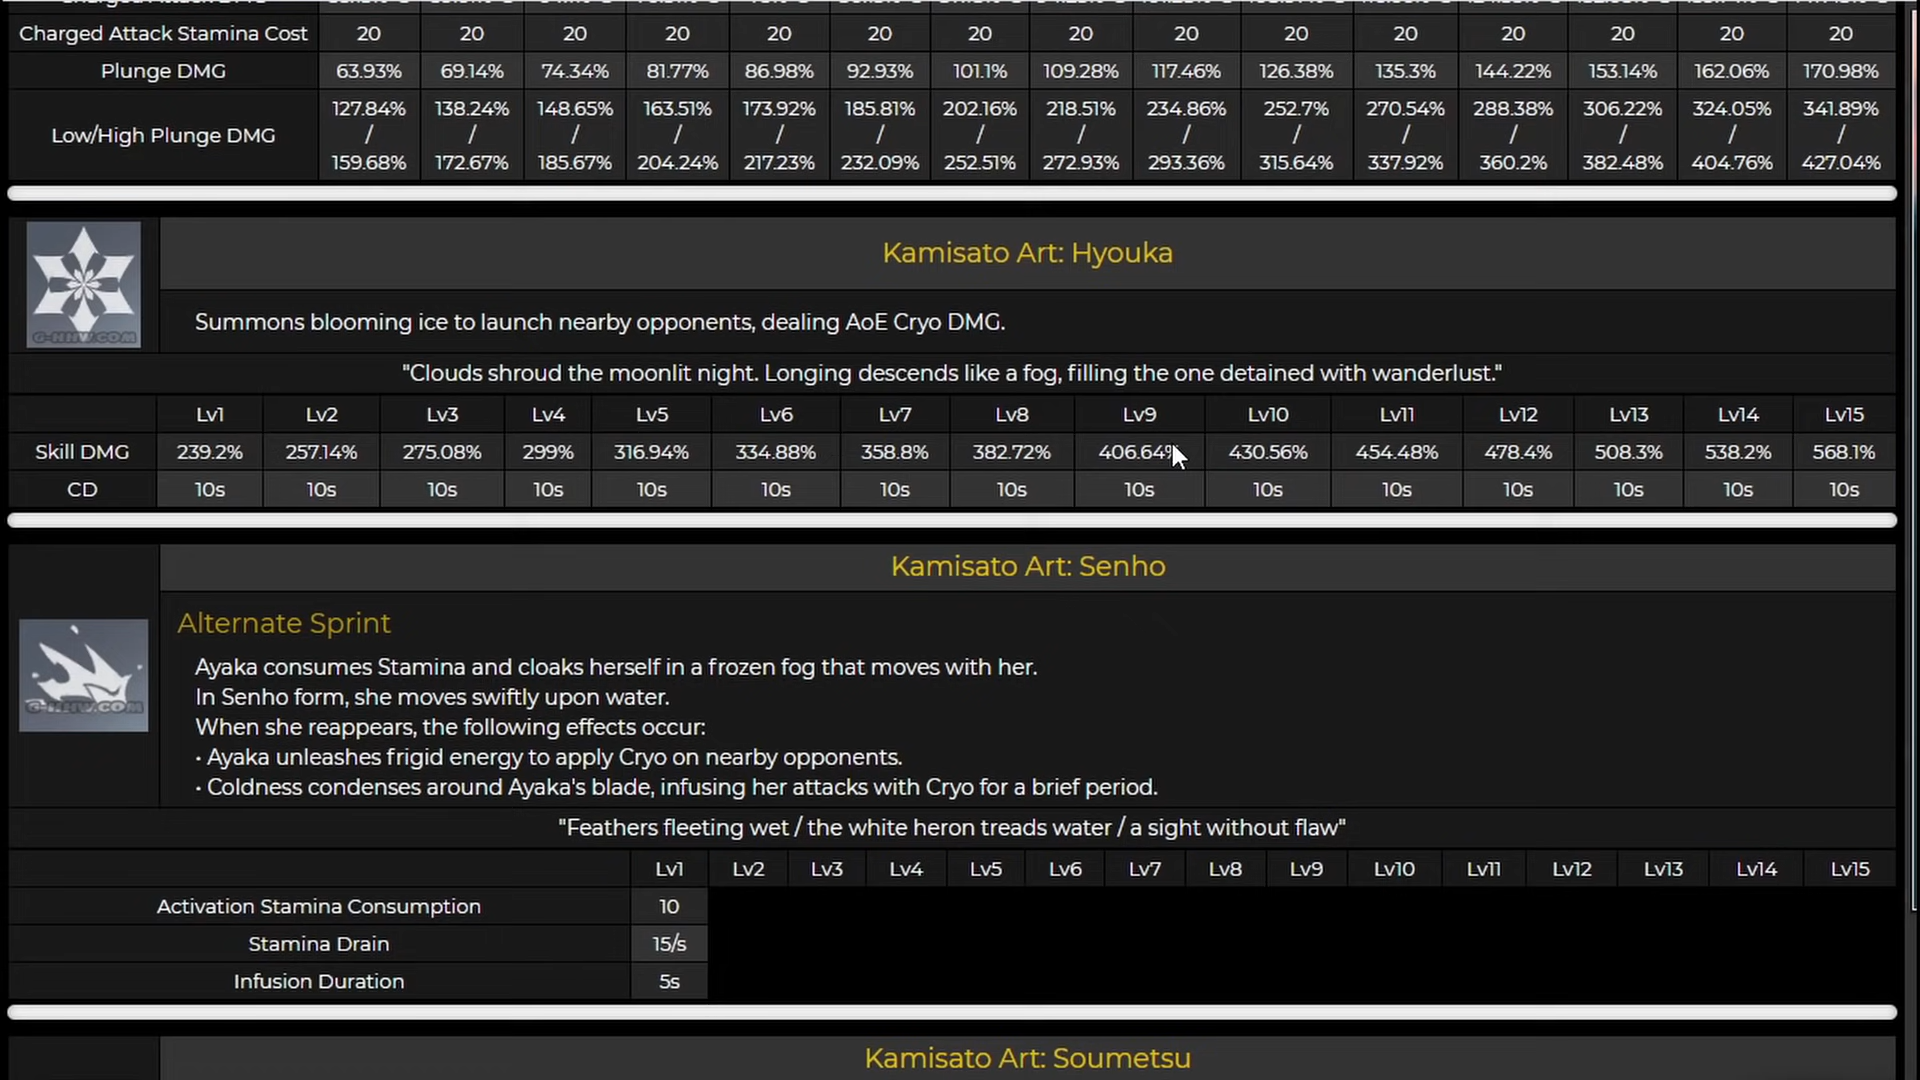 Charged Attack Stamina Cost 20 20 20 20 20 20 20 20 20 20 20 20 20 20 20
Plunge DMG 63.93% 69.14% 74.34% 81.77% 86.98% 92.93% 101.1% 109.28% 117.46% 126.38% 135.3% 144.22% 153.14% 162.06% 170.98%
127.84% 138.24% 148.65% 163.51% 173.92% 185.81% 202.16% 218.51% 234.86% 252.7% 270.54% 288.38% 306.22% 324.05% 341.89%
Low/High Plunge DMG / / / / / / / / / / / / / / /
159.68% 172.67% 185.67% 204.24% 217.23% 232.09% 252.51% 272.93% 293.36% 315.64% 337.92% 360.2% 382.48% 404.76% 427.04%
Kamisato Art: Hyouka
G-HHW.COM
Summons blooming ice to launch nearby opponents, dealing AoE Cryo DMG.
"Clouds shroud the moonlit night. Longing descends like a fog, filling the one detained with wanderlust."
Lv1 Lv2 Lv3 Lv4 Lv5 Lv6 Lv7 Lv8 Lv9 Lv10 Lv11 Lv12 Lv13 Lv14 Lv15
Skill DMG 239.2% 257.14% 275.08% 299% 316.94% 334.88% 358.8% 382.72% 406.64% 430.56% 454.48% 478.4% 508.3% 538.2% 568.1%
CD 10s 10s 10s 10s 10s 10s 10s 10s 10s 10s 10s 10s 10s 10s 10s
Kamisato Art: Senho
Alternate Sprint
Ayaka consumes Stamina and cloaks herself in a frozen fog that moves with her.
In Senho form, she moves swiftly upon water.
When she reappears, the following effects occur:
• Ayaka unleashes frigid energy to apply Cryo on nearby opponents.
• Coldness condenses around Ayaka's blade, infusing her attacks with Cryo for a brief period.
G-HHW.COM
"Feathers fleeting wet / the white heron treads water / a sight without flaw"
Lv1 Lv2 Lv3 Lv4 Lv5 Lv6 Lv7 Lv8 Lv9 Lv10 Lv11 Lv12 Lv13 Lv14 Lv15
Activation Stamina Consumption 10
Stamina Drain 15/s
Infusion Duration 5s
Kamisato Art: Soumetsu